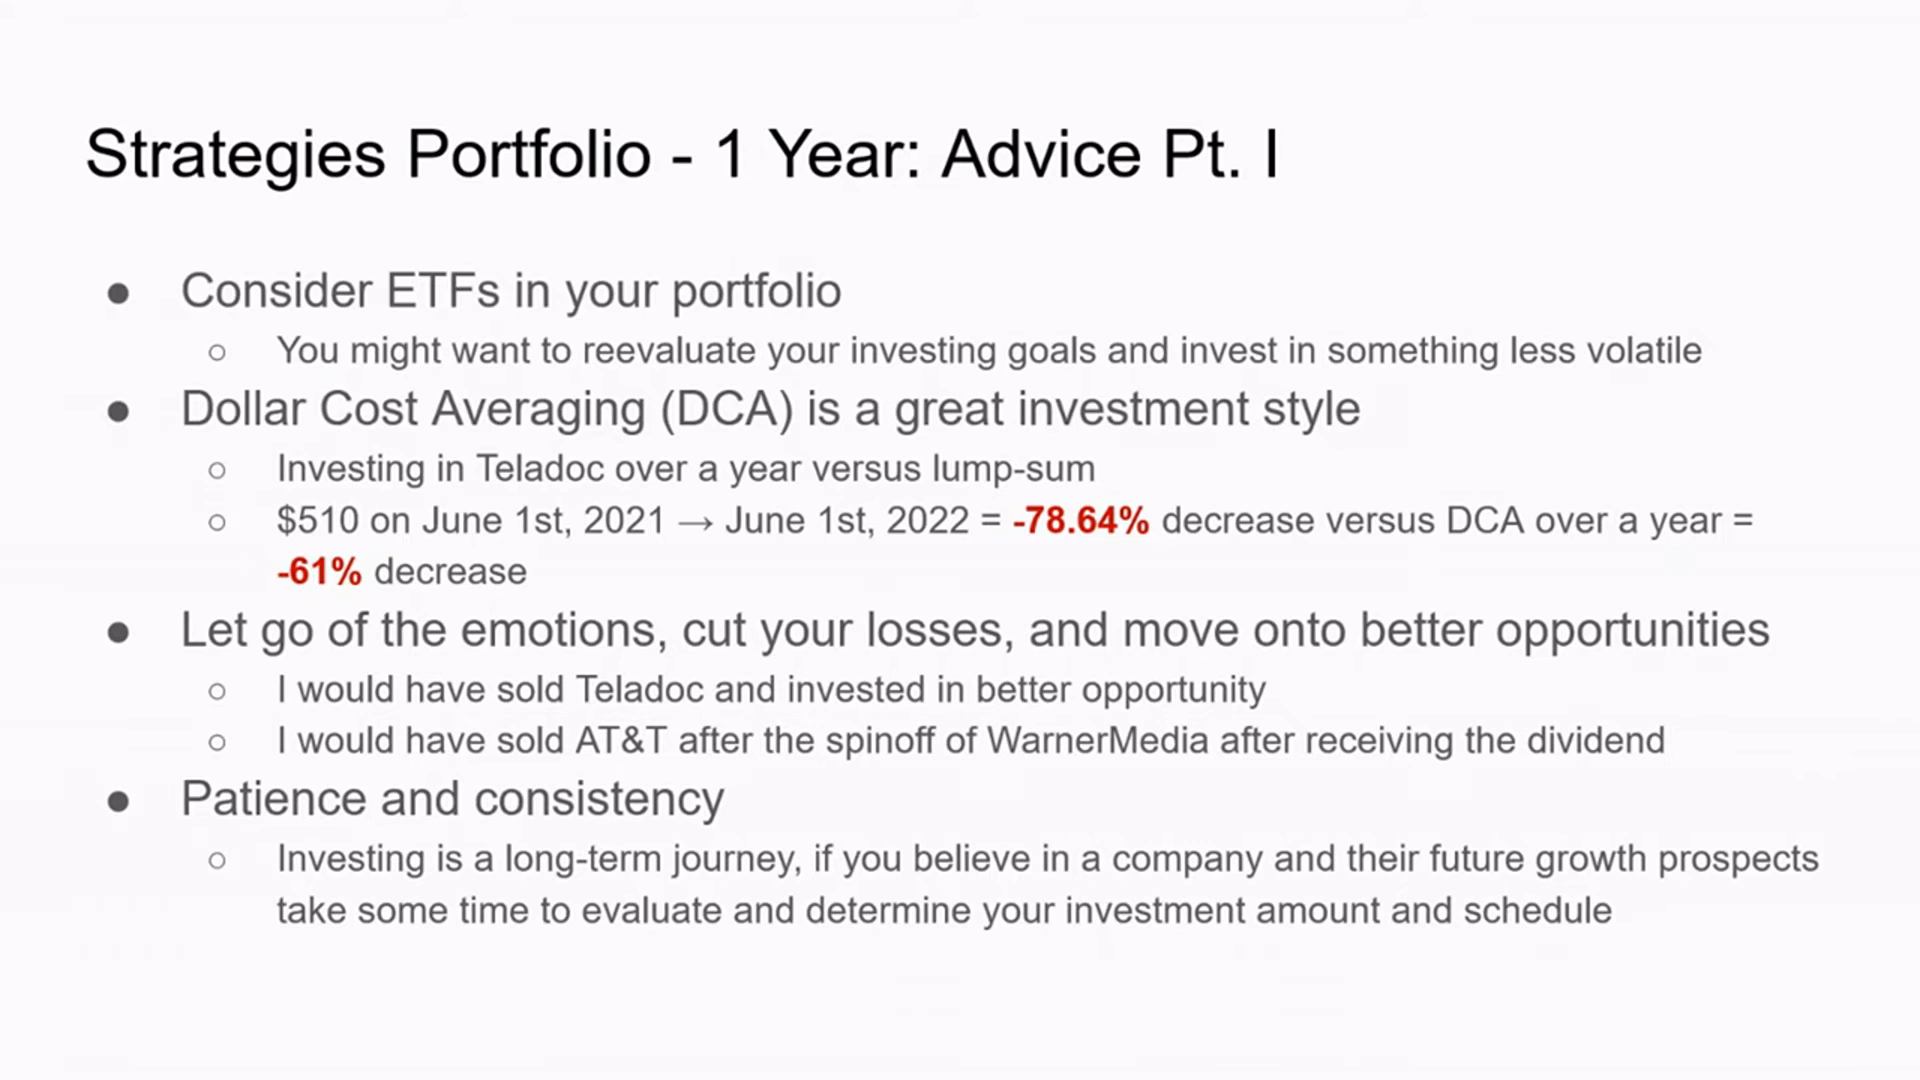 Strategies Portfolio - 1 Year: Advice Pt. I
● Consider ETFs in your portfolio
○ You might want to reevaluate your investing goals and invest in something less volatile
● Dollar Cost Averaging (DCA) is a great investment style
○ Investing in Teladoc over a year versus lump-sum
○ $510 on June 1st, 2021 → June 1st, 2022 = -78.64% decrease versus DCA over a year =
-61% decrease
● Let go of the emotions, cut your losses, and move onto better opportunities
○ I would have sold Teladoc and invested in better opportunity
○ I would have sold AT&T after the spinoff of WarnerMedia after receiving the dividend
● Patience and consistency
○ Investing is a long-term journey, if you believe in a company and their future growth prospects
take some time to evaluate and determine your investment amount and schedule